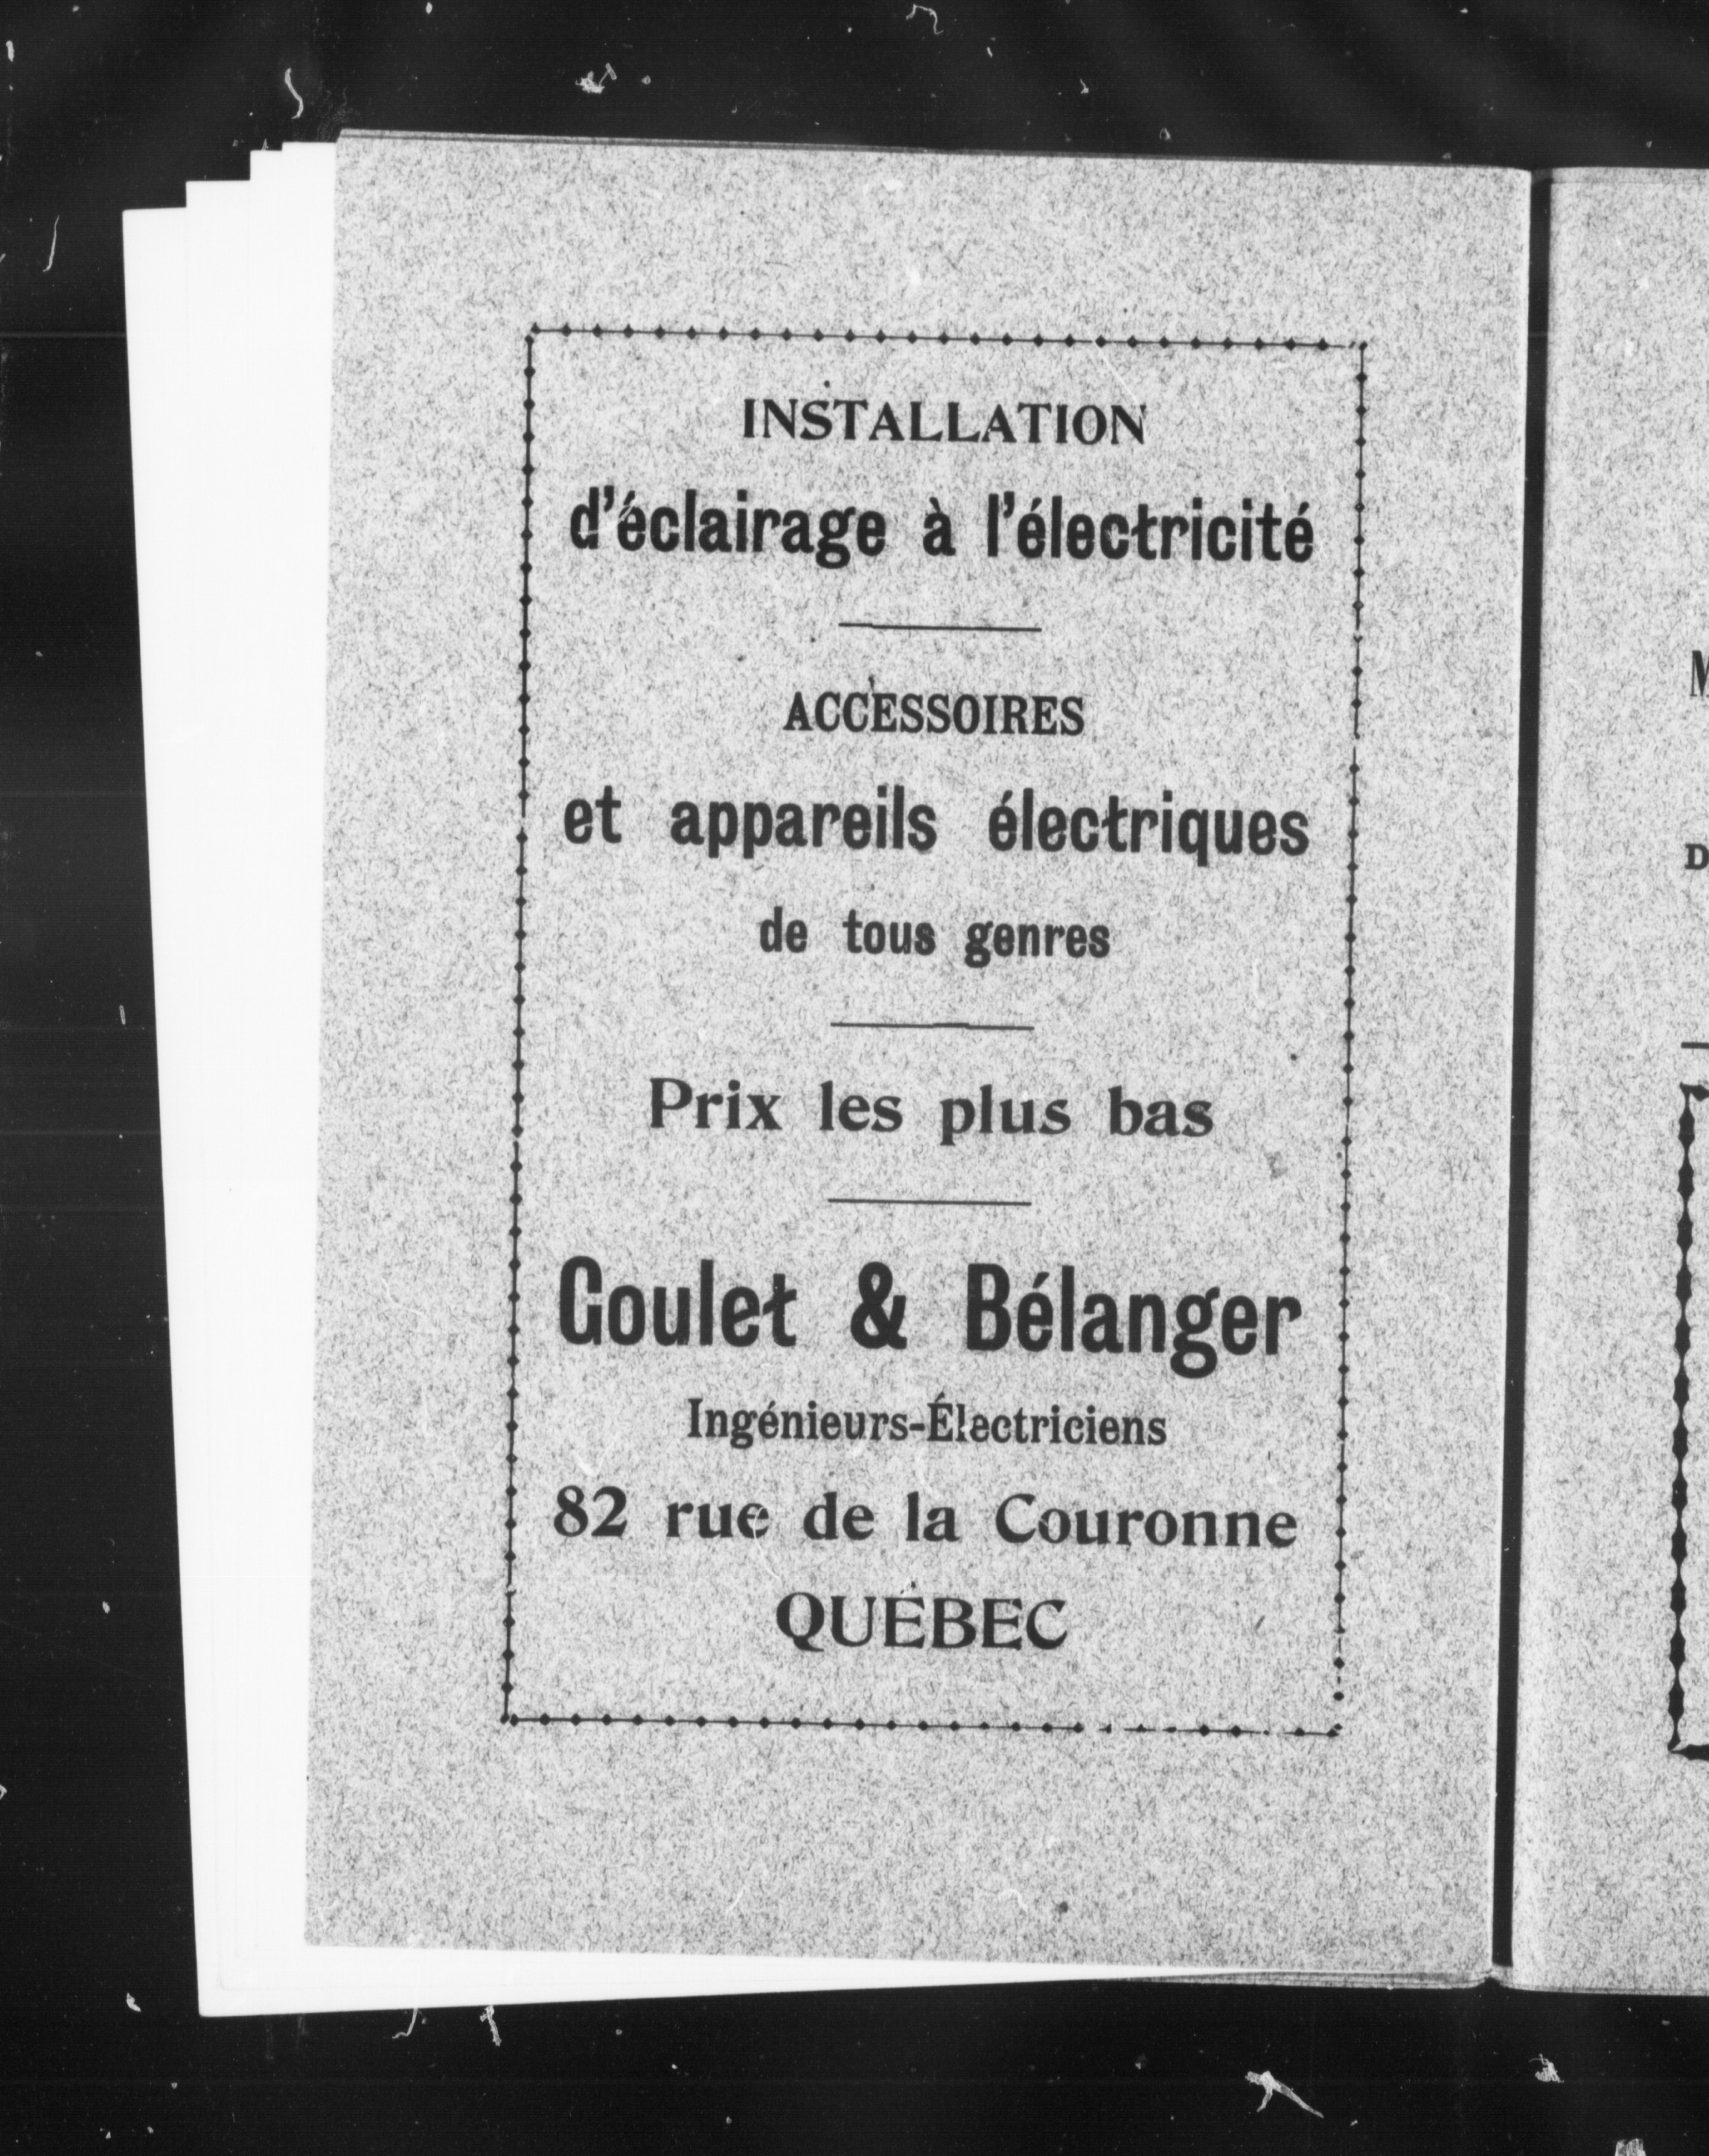 INSTALLATION
d'éclairage à l'électricité
ACCESSOIRES
et appareils électriques
de tous genres
Prix les plus bas
Goulet & Bélanger
Ingénieurs-Électriciens
82 rue de la Couronne
QUÉBEC